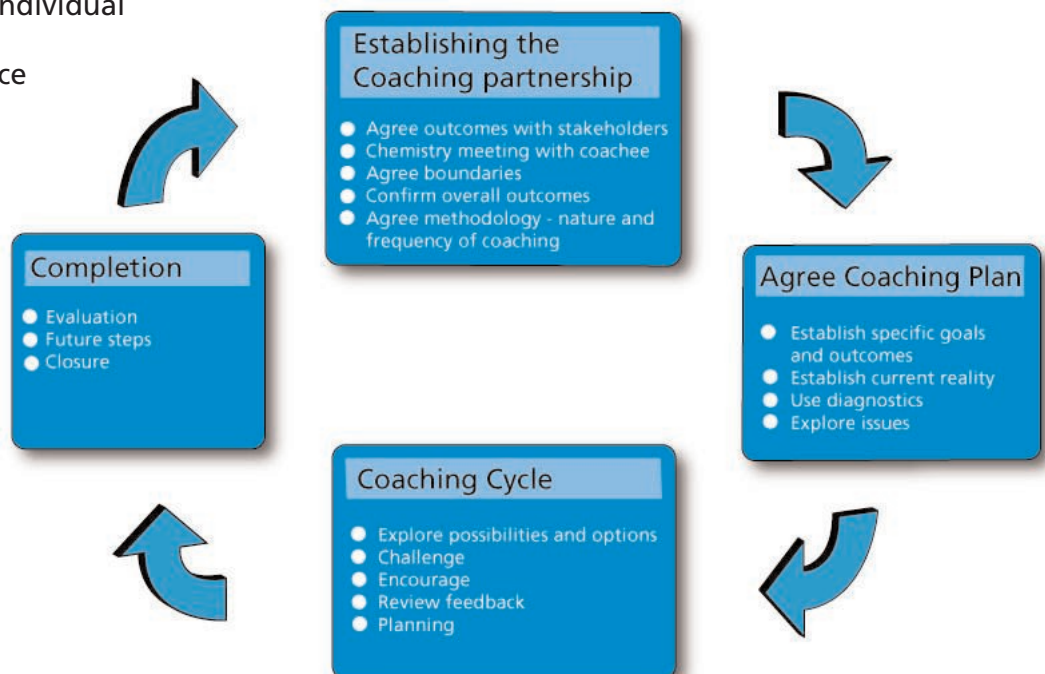 ndividual
ce
Establishing the
Coaching partnership
Agree outcomes with stakeholders
Chemistry meeting with coachee
Agree boundaries
Confirm overall outcomes
Agree methodology - nature and
frequency of coaching
Agree Coaching Plan
Establish specific goals
and outcomes
Establish current reality
Use diagnostics
Explore issues
Coaching Cycle
Explore possibilities and options
Challenge
Encourage
Review feedback
Planning
Completion
Evaluation
Future steps
Closure